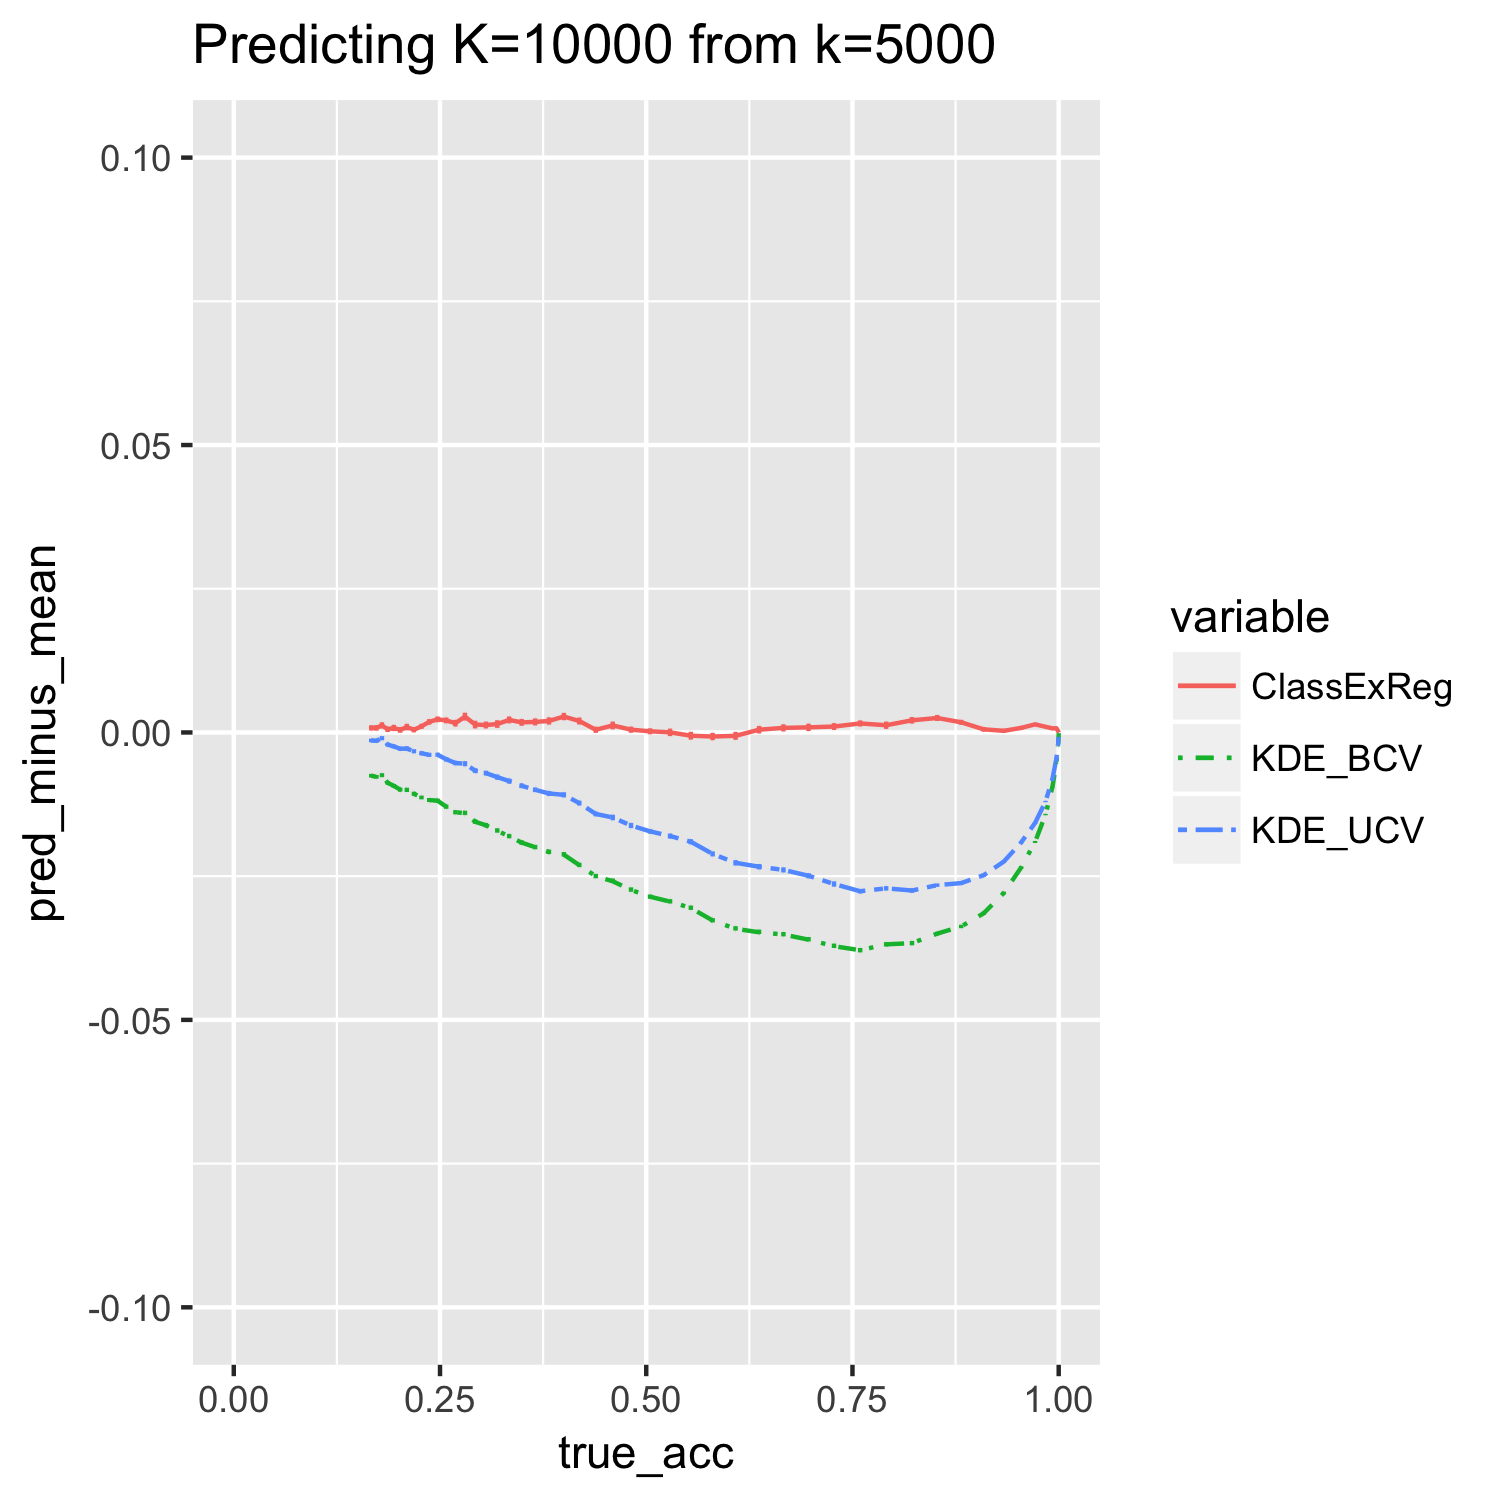 Predicting K=10000 from k=5000
0.10
0.05
0.00
-0.05
-0.10
pred_minus_mean
0.00 0.25 0.50 0.75 1.00
true_acc
variable
ClassExReg
KDE_BCV
KDE_UCV